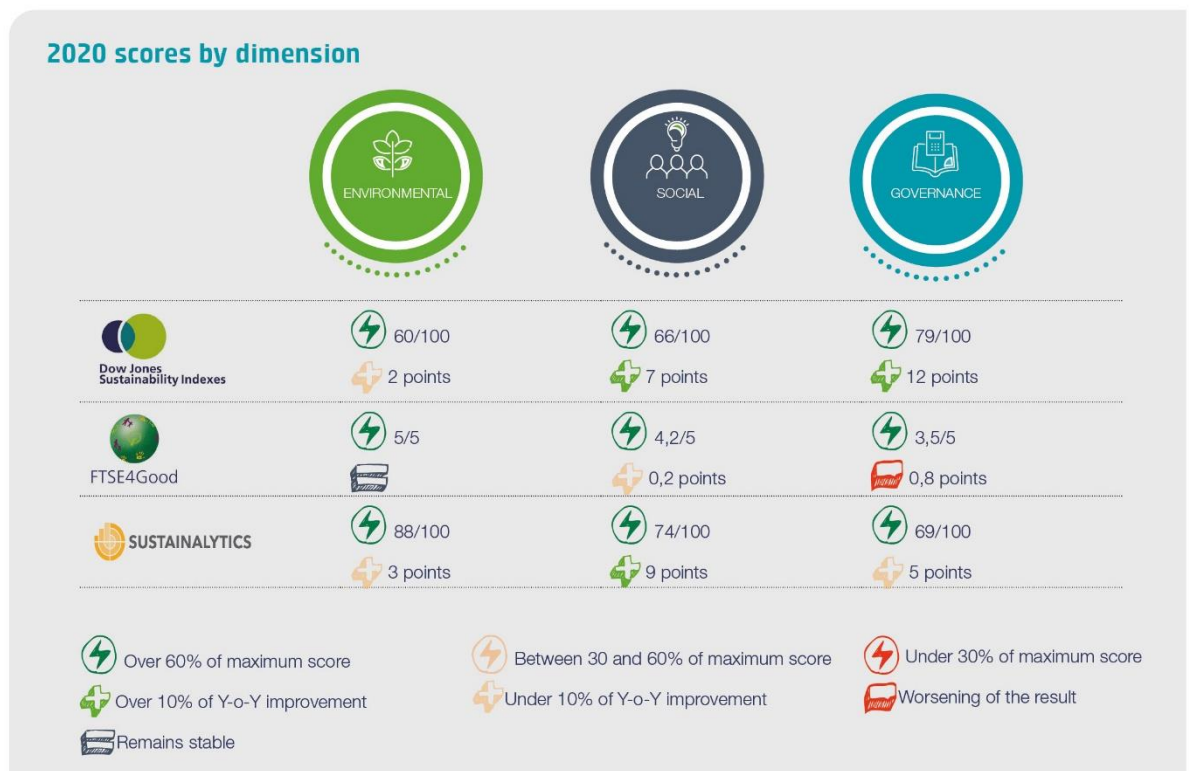 2020 scores by dimension
ENVIRONMENTAL
SOCIAL
GOVERNANCE
Dow Jones
Sustainability Indexes
60/100
66/100
79/100
2 points
7 points
12 points
FTSE4Good
5/5
4,2/5
3,5/5
0,2 points
0,8 points
SUSTAINALYTICS
88/100
74/100
69/100
3 points
9 points
5 points
Over 60% of maximum score
Between 30 and 60% of maximum score
Under 30% of maximum score
Over 10% of Y-o-Y improvement
Under 10% of Y-o-Y improvement
Worsening of the result
Remains stable